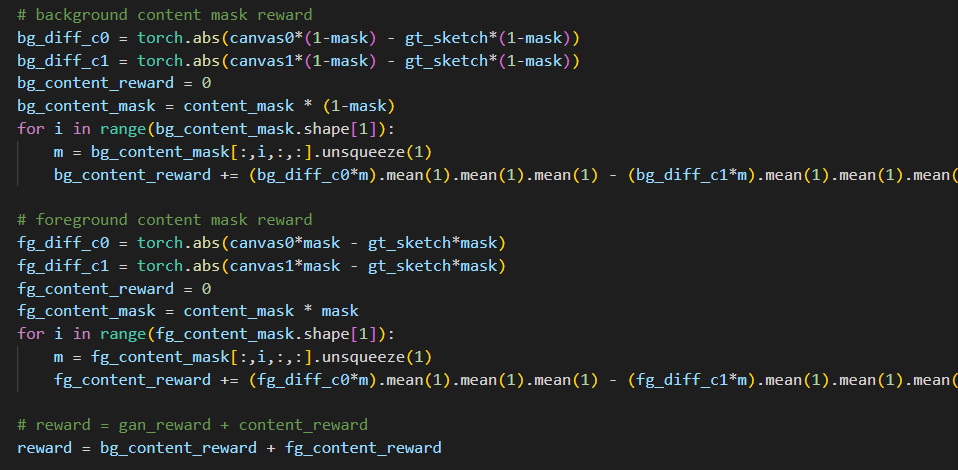 # background content mask reward
bg_diff_c0 = torch.abs(canvas0*(1-mask) - gt_sketch*(1-mask))
bg_diff_c1 = torch.abs(canvas1*(1-mask) - gt_sketch*(1-mask))
bg_content_reward = 0
bg_content_mask = content_mask * (1-mask)
for i in range(bg_content_mask.shape[1]):
    m = bg_content_mask[:,i,:,:].unsqueeze(1)
    bg_content_reward += (bg_diff_c0*m).mean(1).mean(1).mean(1) - (bg_diff_c1*m).mean(1).mean(1).mean(
# foreground content mask reward
fg_diff_c0 = torch.abs(canvas0*mask - gt_sketch*mask)
fg_diff_c1 = torch.abs(canvas1*mask - gt_sketch*mask)
fg_content_reward = 0
fg_content_mask = content_mask * mask
for i in range(fg_content_mask.shape[1]):
    m = fg_content_mask[:,i,:,:].unsqueeze(1)
    fg_content_reward += (fg_diff_c0*m).mean(1).mean(1).mean(1) - (fg_diff_c1*m).mean(1).mean(1).mean(
# reward = gan_reward + content_reward
reward = bg_content_reward + fg_content_reward